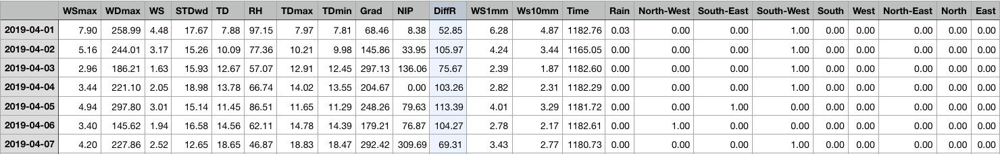 WSmax WDmax WS STDwd TD RH TDmax TDmin Grad NIP DiffR WS1mm Ws10mm Time Rain North-West South-East South-West South West North-East North East
2019-04-01 7.90 258.99 4.48 17.67 7.88 97.15 7.97 7.81 68.46 8.38 52.85 6.28 4.87 1182.76 0.03 0.00 0.00 1.00 0.00 0.00 0.00 0.00 0.00
2019-04-02 5.16 244.01 3.17 15.26 10.09 77.36 10.21 9.98 145.86 33.95 105.97 4.24 3.44 1165.05 0.00 0.00 0.00 1.00 0.00 0.00 0.00 0.00 0.00
2019-04-03 2.96 186.21 1.63 15.93 12.67 57.07 12.91 12.45 297.13 136.06 75.67 2.39 1.87 1182.60 0.00 0.00 0.00 1.00 0.00 0.00 0.00 0.00 0.00
2019-04-04 3.44 221.10 2.05 18.98 13.78 66.74 14.02 13.55 204.67 0.00 103.26 2.82 2.31 1182.29 0.00 0.00 0.00 1.00 0.00 0.00 0.00 0.00 0.00
2019-04-05 4.94 297.80 3.01 15.14 11.45 86.51 11.65 11.29 248.26 79.63 113.39 4.01 3.29 1181.72 0.00 0.00 1.00 0.00 0.00 0.00 0.00 0.00 0.00
2019-04-06 3.40 145.62 1.94 16.58 14.56 62.11 14.78 14.39 179.21 76.87 104.27 2.78 2.17 1182.61 0.00 1.00 0.00 0.00 0.00 0.00 0.00 0.00 0.00
2019-04-07 4.20 227.86 2.52 12.65 18.65 46.87 18.83 18.47 292.42 309.69 69.31 3.43 2.77 1180.73 0.00 0.00 0.00 1.00 0.00 0.00 0.00 0.00 0.00